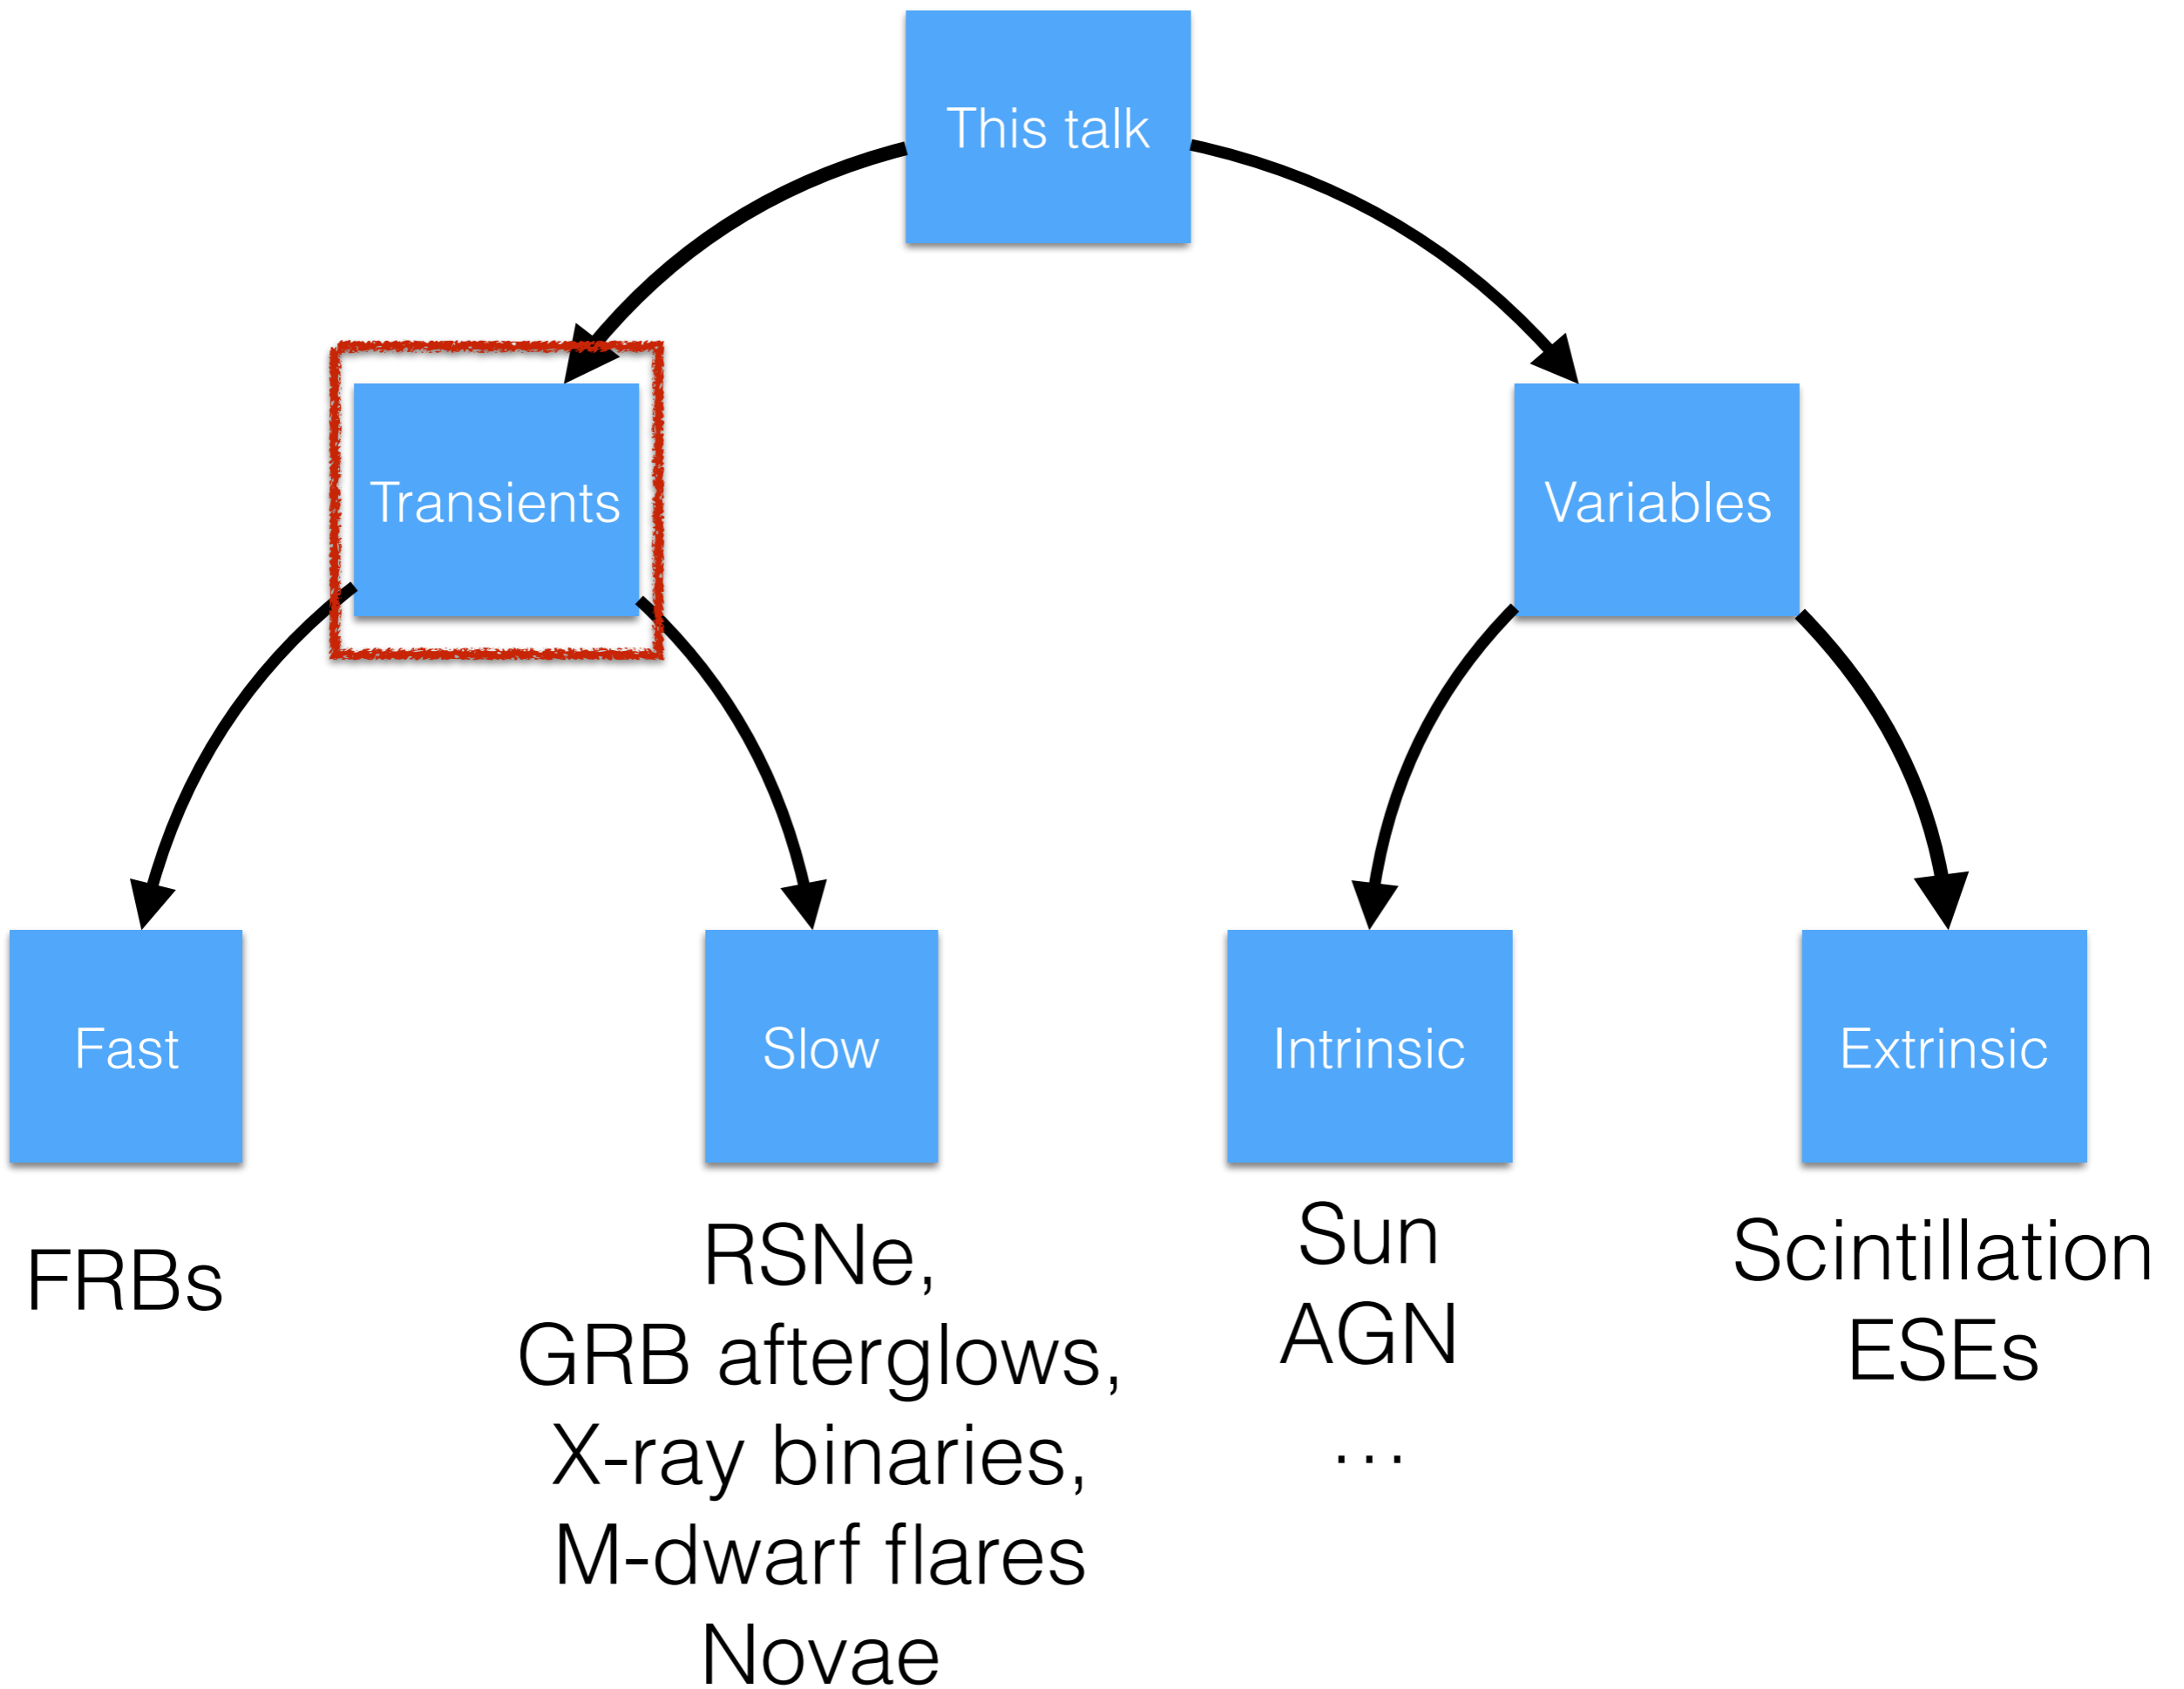 This talk
Transients
Variables
Fast
Slow
Intrinsic
Extrinsic
FRBs
RSNe,
GRB afterglows,
X-ray binaries,
M-dwarf flares
Novae
Sun
AGN
...
Scintillation
ESEs